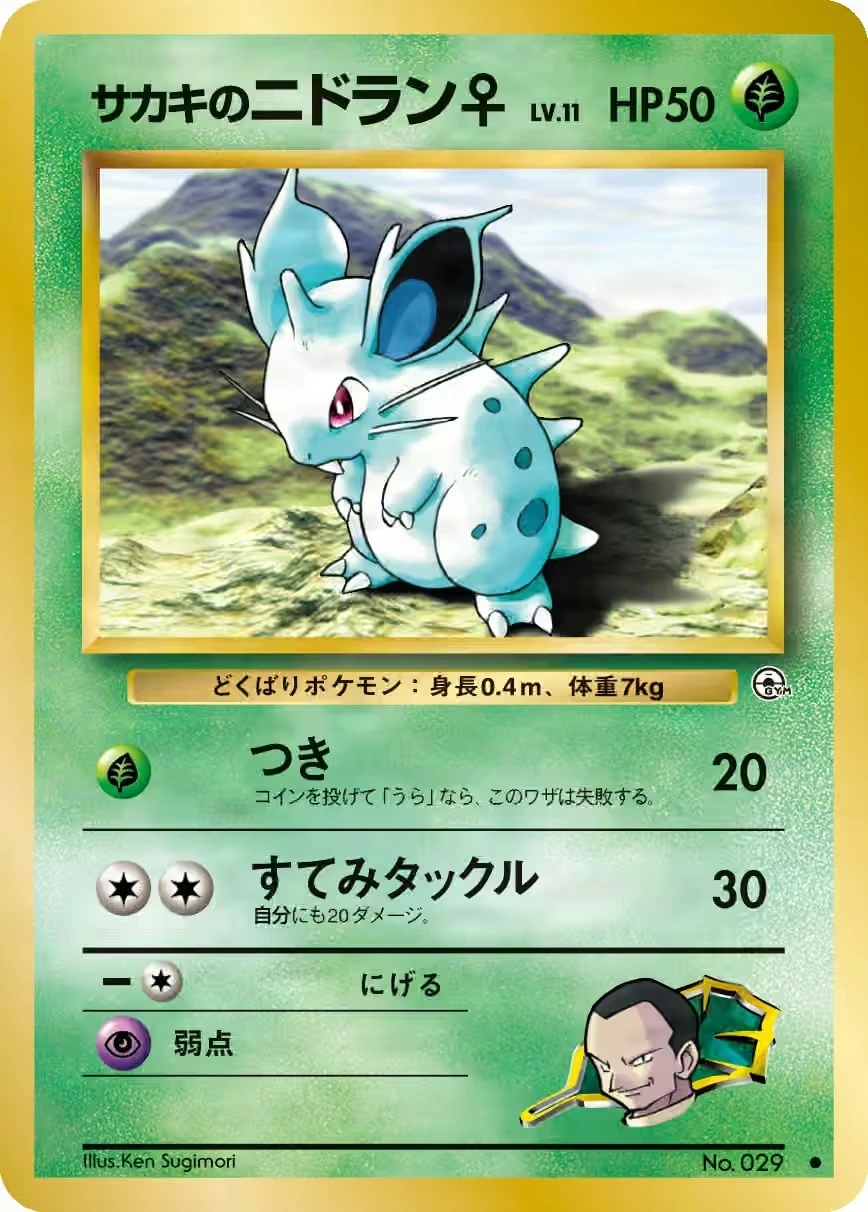 サカキのニドラン♀ LV.11 HP50
どくばりポケモン：身長0.4m、体重7kg
GYM
つき 20
コインを投げて「うら」なら、このワザは失敗する。
すてみタックル 30
自分にも20ダメージ。
ー にげる
弱点
Illus.Ken Sugimori No. 029 ●